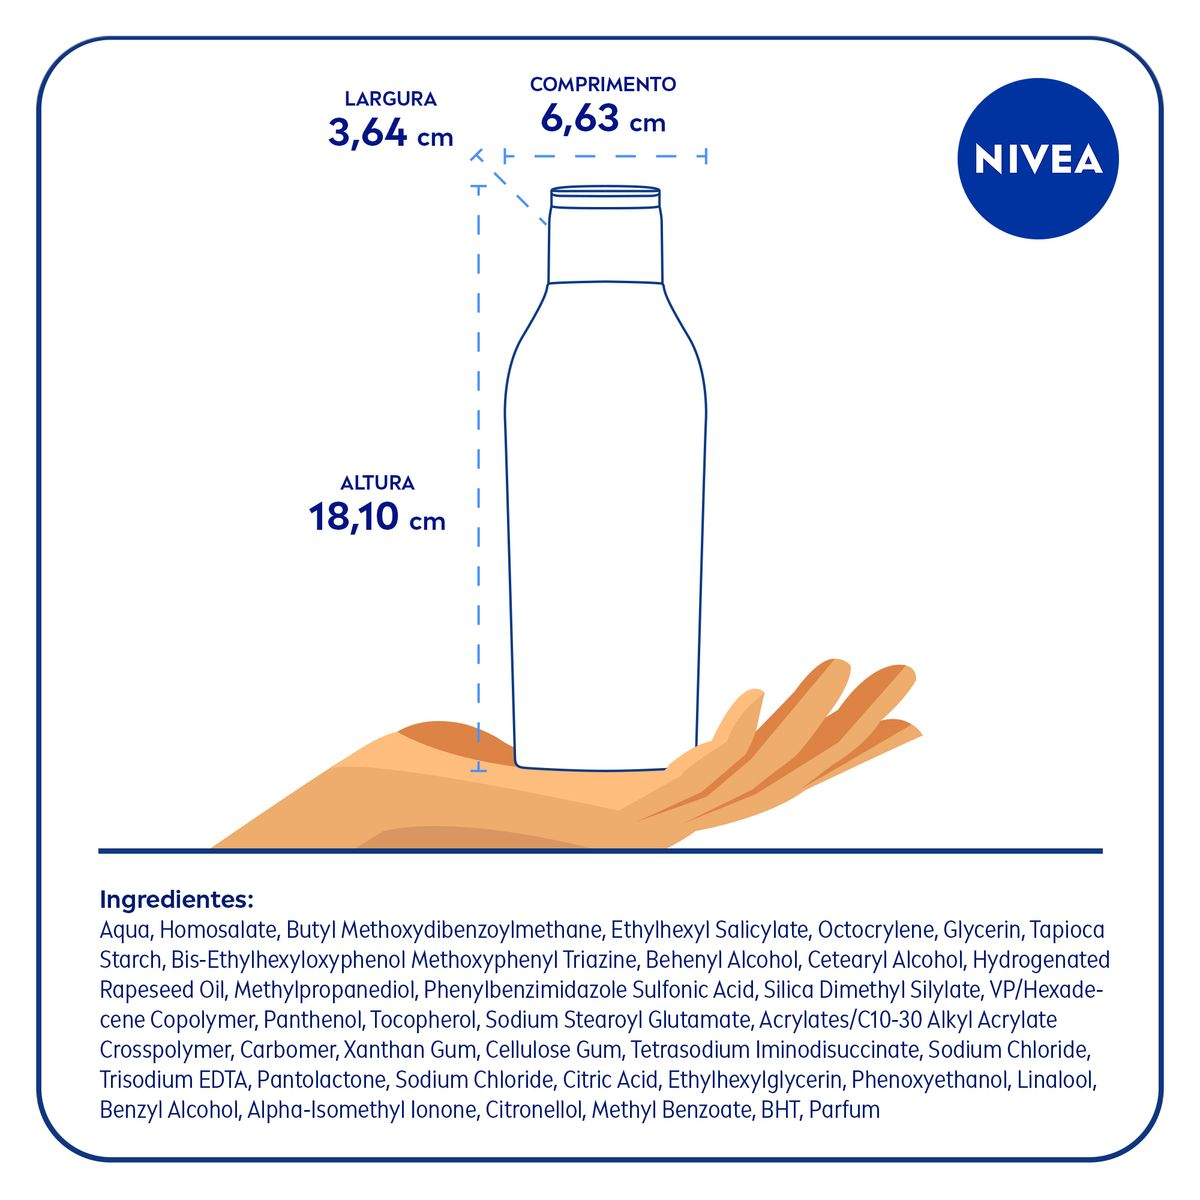 LARGURA
3,64 cm
COMPRIMENTO
6,63 cm
NIVEA
ALTURA
18,10 cm
Ingredientes:
Aqua, Homosalate, Butyl Methoxydibenzoylmethane, Ethylhexyl Salicylate, Octocrylene, Glycerin, Tapioca
Starch, Bis-Ethylhexyloxyphenol Methoxyphenyl Triazine, Behenyl Alcohol, Cetearyl Alcohol, Hydrogenated
Rapeseed Oil, Methylpropanediol, Phenylbenzimidazole Sulfonic Acid, Silica Dimethyl Silylate, VP/Hexade-
cene Copolymer, Panthenol, Tocopherol, Sodium Stearoyl Glutamate, Acrylates/C10-30 Alkyl Acrylate
Crosspolymer, Carbomer, Xanthan Gum, Cellulose Gum, Tetrasodium Iminodisuccinate, Sodium Chloride,
Trisodium EDTA, Pantolactone, Sodium Chloride, Citric Acid, Ethylhexylglycerin, Phenoxyethanol, Linalool,
Benzyl Alcohol, Alpha-Isomethyl Ionone, Citronellol, Methyl Benzoate, BHT, Parfum